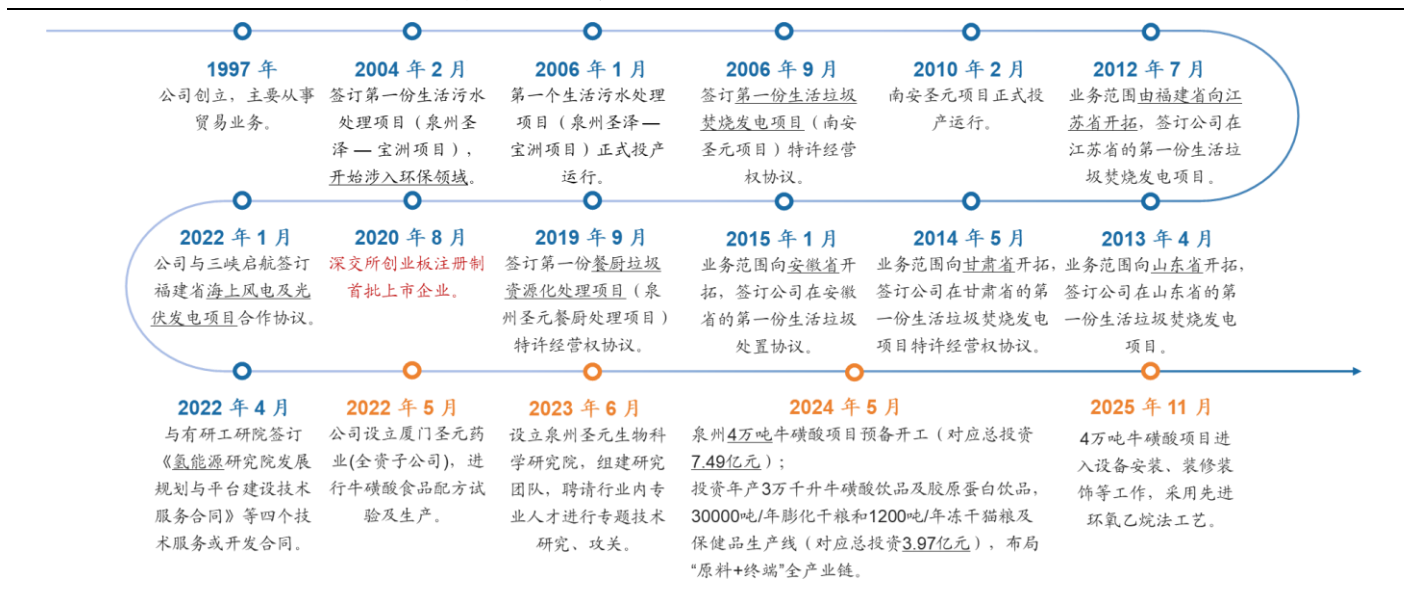 1997 年
公司创立，主要从事
贸易业务。
2004 年 2 月
签订第一份生活污水
处理项目（泉州圣
泽 — 宝洲项目），
开始涉入环保领域。
2006 年 1 月
第一个生活污水处理
项目（泉州圣泽 —
宝洲项目）正式投产
运行。
2006 年 9 月
签订第一份生活垃圾
焚烧发电项目（南安
圣元项目）特许经营
权协议。
2010 年 2 月
南安圣元项目正式投
产运行。
2012 年 7 月
业务范围由福建省向江
苏省开拓，签订公司在
江苏省的第一份生活垃
圾焚烧发电项目。
2022 年 1 月
公司与三峡启航签订
福建省海上风电及光
伏发电项目合作协议。
2020 年 8 月
深交所创业板注册制
首批上市企业。
2019 年 9 月
签订第一份餐厨垃圾
资源化处理项目（泉
州圣元餐厨处理项目）
特许经营权协议。
2015 年 1 月
业务范围向安徽省开
拓，签订公司在安徽
省的第一份生活垃圾
处置协议。
2014 年 5 月
业务范围向甘肃省开拓，
签订公司在甘肃省的第
一份生活垃圾焚烧发电
项目特许经营权协议。
2013 年 4 月
业务范围向山东省开拓，
签订公司在山东省的第
一份生活垃圾焚烧发电
项目。
2022 年 4 月
与有研工研院签订
《氢能源研究院发展
规划与平台建设技术
服务合同》等四个技
术服务或开发合同。
2022 年 5 月
公司设立厦门圣元药
业(全资子公司)，进
行牛磺酸食品配方试
验及生产。
2023 年 6 月
设立泉州圣元生物科
学研究院，组建研究
团队，聘请行业内专
业人才进行专题技术
研究、攻关。
2024 年 5 月
泉州4万吨牛磺酸项目预备开工（对应总投资
7.49亿元）；
投资年产3万千升牛磺酸饮品及胶原蛋白饮品，
30000吨/年膨化干粮和1200吨/年冻干猫粮及
保健品生产线（对应总投资3.97亿元），布局
“原料+终端”全产业链。
2025 年 11 月
4万吨牛磺酸项目进
入设备安装、装修装
饰等工作，采用先进
环氧乙烷法工艺。